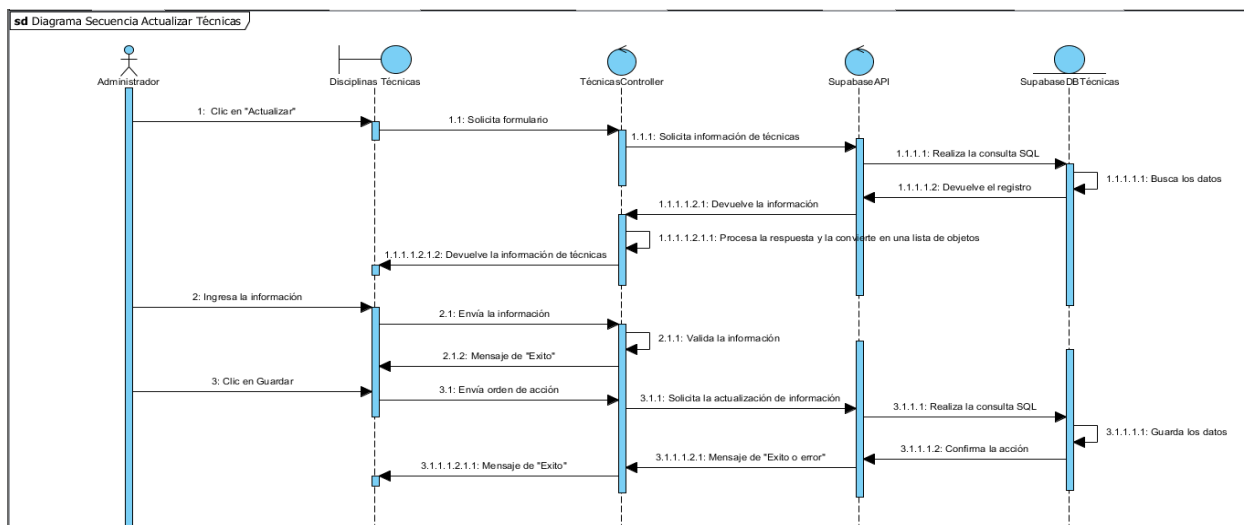 sd Diagrama Secuencia Actualizar Técnicas
Administrador
Disciplinas Técnicas
TécnicasController
SupabaseAPI
SupabaseDBTécnicas
1: Clic en "Actualizar"
1.1: Solicita formulario
1.1.1: Solicita información de técnicas
1.1.1.1: Realiza la consulta SQL
1.1.1.1.1: Busca los datos
1.1.1.1.2: Devuelve el registro
1.1.1.1.2.1: Devuelve la información
1.1.1.1.2.1.1: Procesa la respuesta y la convierte en una lista de objetos
1.1.1.1.2.1.2: Devuelve la información de técnicas
2: Ingresa la información
2.1: Envía la información
2.1.1: Valida la información
2.1.2: Mensaje de "Exito"
3: Clic en Guardar
3.1: Envía orden de acción
3.1.1: Solicita la actualización de información
3.1.1.1: Realiza la consulta SQL
3.1.1.1.1: Guarda los datos
3.1.1.1.2: Confirma la acción
3.1.1.1.2.1: Mensaje de "Exito o error"
3.1.1.1.2.1.1: Mensaje de "Exito"